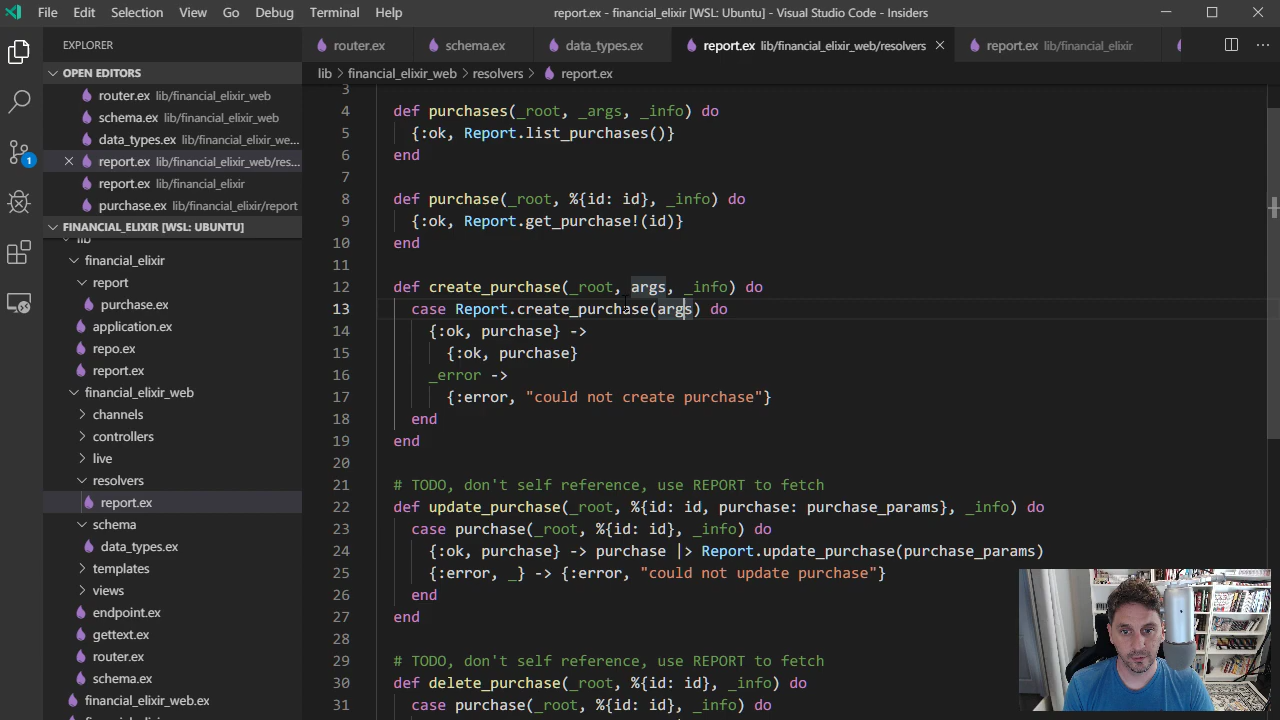 File Edit Selection View Go Debug Terminal Help
report.ex - financial_elixir [WSL: Ubuntu] - Visual Studio Code - Insiders
EXPLORER
router.ex schema.ex data_types.ex report.ex lib/financial_elixir_web/resolvers report.ex lib/financial_elixir
OPEN EDITORS
router.ex lib/financial_elixir_web
schema.ex lib/financial_elixir_web
data_types.ex lib/financial_elixir_we...
report.ex lib/financial_elixir_web/res...
report.ex lib/financial_elixir
purchase.ex lib/financial_elixir/report
FINANCIAL_ELIXIR [WSL: UBUNTU]
lib
financial_elixir
report
purchase.ex
application.ex
repo.ex
report.ex
financial_elixir_web
channels
controllers
live
resolvers
report.ex
schema
data_types.ex
templates
views
endpoint.ex
gettext.ex
router.ex
schema.ex
financial_elixir_web.ex
1
lib > financial_elixir_web > resolvers > report.ex
3
4 def purchases(_root, _args, _info) do
5 {:ok, Report.list_purchases()}
6 end
7
8 def purchase(_root, %{id: id}, _info) do
9 {:ok, Report.get_purchase!(id)}
10 end
11
12 def create_purchase(_root, args, _info) do
13 case Report.create_purchase(args) do
14 {:ok, purchase} ->
15 {:ok, purchase}
16 _error ->
17 {:error, "could not create purchase"}
18 end
19 end
20
21 # TODO, don't self reference, use REPORT to fetch
22 def update_purchase(_root, %{id: id, purchase: purchase_params}, _info) do
23 case purchase(_root, %{id: id}, _info) do
24 {:ok, purchase} -> purchase |> Report.update_purchase(purchase_params)
25 {:error, _} -> {:error, "could not update purchase"}
26 end
27 end
28
29 # TODO, don't self reference, use REPORT to fetch
30 def delete_purchase(_root, %{id: id}, _info) do
31 case purchase(_root, %{id: id}, _info) do